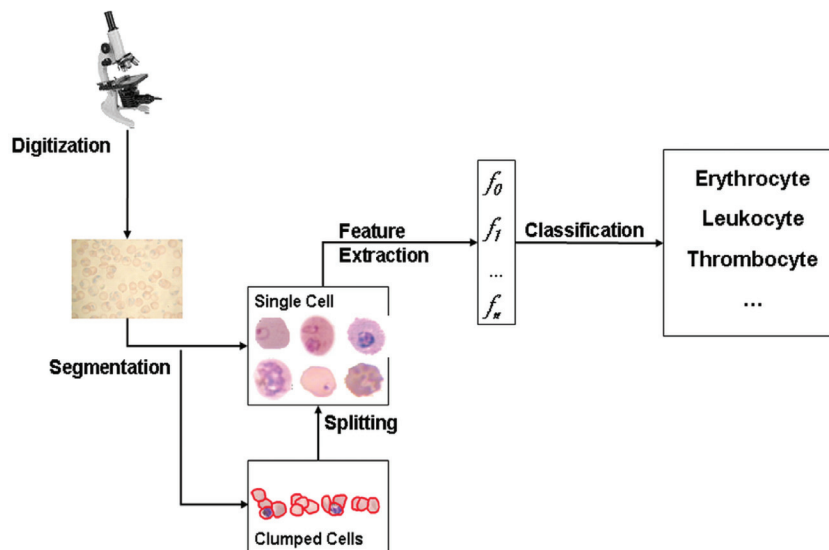 Digitization
Segmentation
Single Cell
Splitting
Clumped Cells
Feature
Extraction
f0
f1
...
fn
Classification
Erythrocyte
Leukocyte
Thrombocyte
...